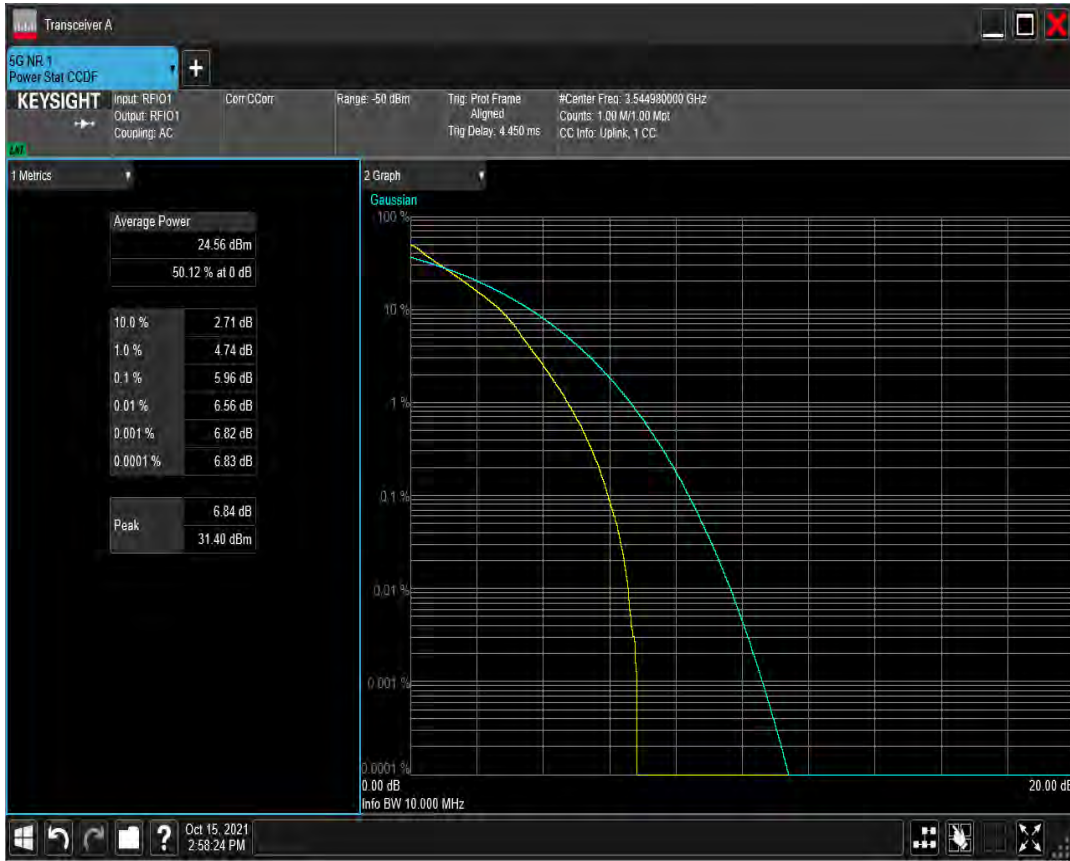 Transceiver A
5G NR 1
Power Stat CCDF
+
KEYSIGHT
Input: RFIO1
Output: RFIO1
Coupling: AC
Corr CCorr
Range: -50 dBm
Trig: Prot Frame
Aligned
Trig Delay: 4.450 ms
#Center Freq: 3.544980000 GHz
Counts: 1.00 M/1.00 Mpt
CC Info: Uplink, 1 CC
LXI
1 Metrics
Average Power
24.56 dBm
50.12 % at 0 dB
10.0 % 2.71 dB
1.0 % 4.74 dB
0.1 % 5.96 dB
0.01 % 6.56 dB
0.001 % 6.82 dB
0.0001 % 6.83 dB
Peak 6.84 dB
31.40 dBm
2 Graph
Gaussian
100 %
10 %
1 %
0.1 %
0.01 %
0.001 %
0.0001 %
0.00 dB 20.00 dB
Info BW 10.000 MHz
?
Oct 15, 2021
2:58:24 PM